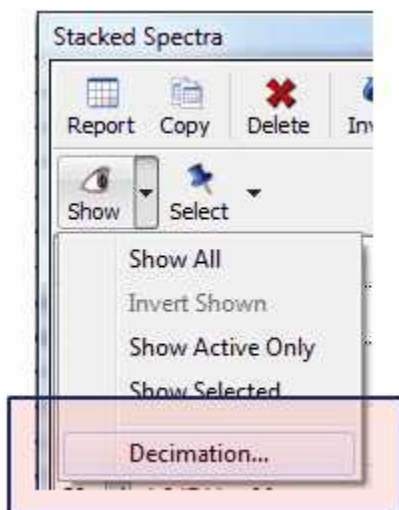 Stacked Spectra
Report Copy Delete
Show Select
Show All
Invert Shown
Show Active Only
Show Selected
Decimation...